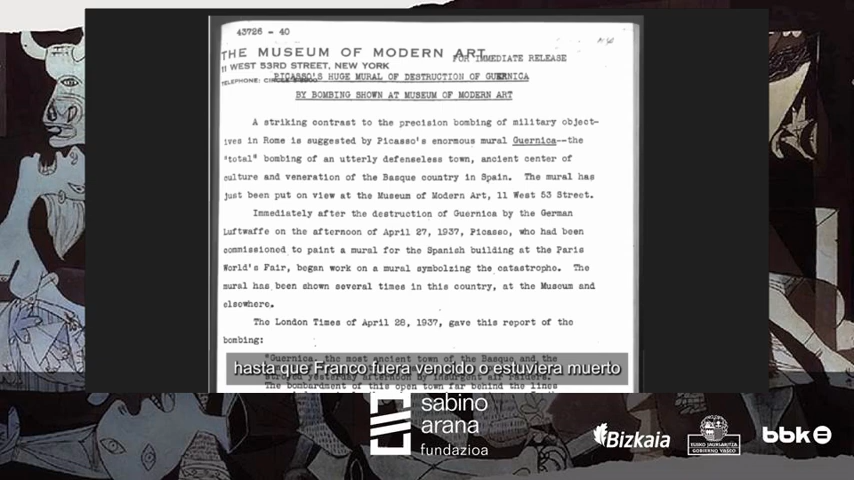 43726 - 40
THE MUSEUM OF MODERN ART
FOR IMMEDIATE RELEASE
11 WEST 53RD STREET, NEW YORK
TELEPHONE:
PICASSO'S HUGE MURAL OF DESTRUCTION OF GUERNICA
BY BOMBING SHOWN AT MUSEUM OF MODERN ART
A striking contrast to the precision bombing of military object-
ives in Rome is suggested by Picasso's enormous mural Guernica--the
"total" bombing of an utterly defenseless town, ancient center of
culture and veneration of the Basque country in Spain. The mural has
just been put on view at the Museum of Modern Art, 11 West 53 Street.
Immediately after the destruction of Guernica by the German
Luftwaffe on the afternoon of April 27, 1937, Picasso, who had been
commissioned to paint a mural for the Spanish building at the Paris
World's Fair, began work on a mural symbolzing the catastropho. The
mural has been shown several times in this country, at the Museum and
elsewhere.
The London Times of April 28, 1937, gave this report of the
bombing:
"Guernica, the most ancient town of the Basque and the
hasta que Franco fuera vencido o estuviera muerto
The bombardment of this open town far behind the lines
sabino
arana
fundazioa
Bizkaia
EUSKO JAURLARITZA
GOBIERNO VASCO
bbk